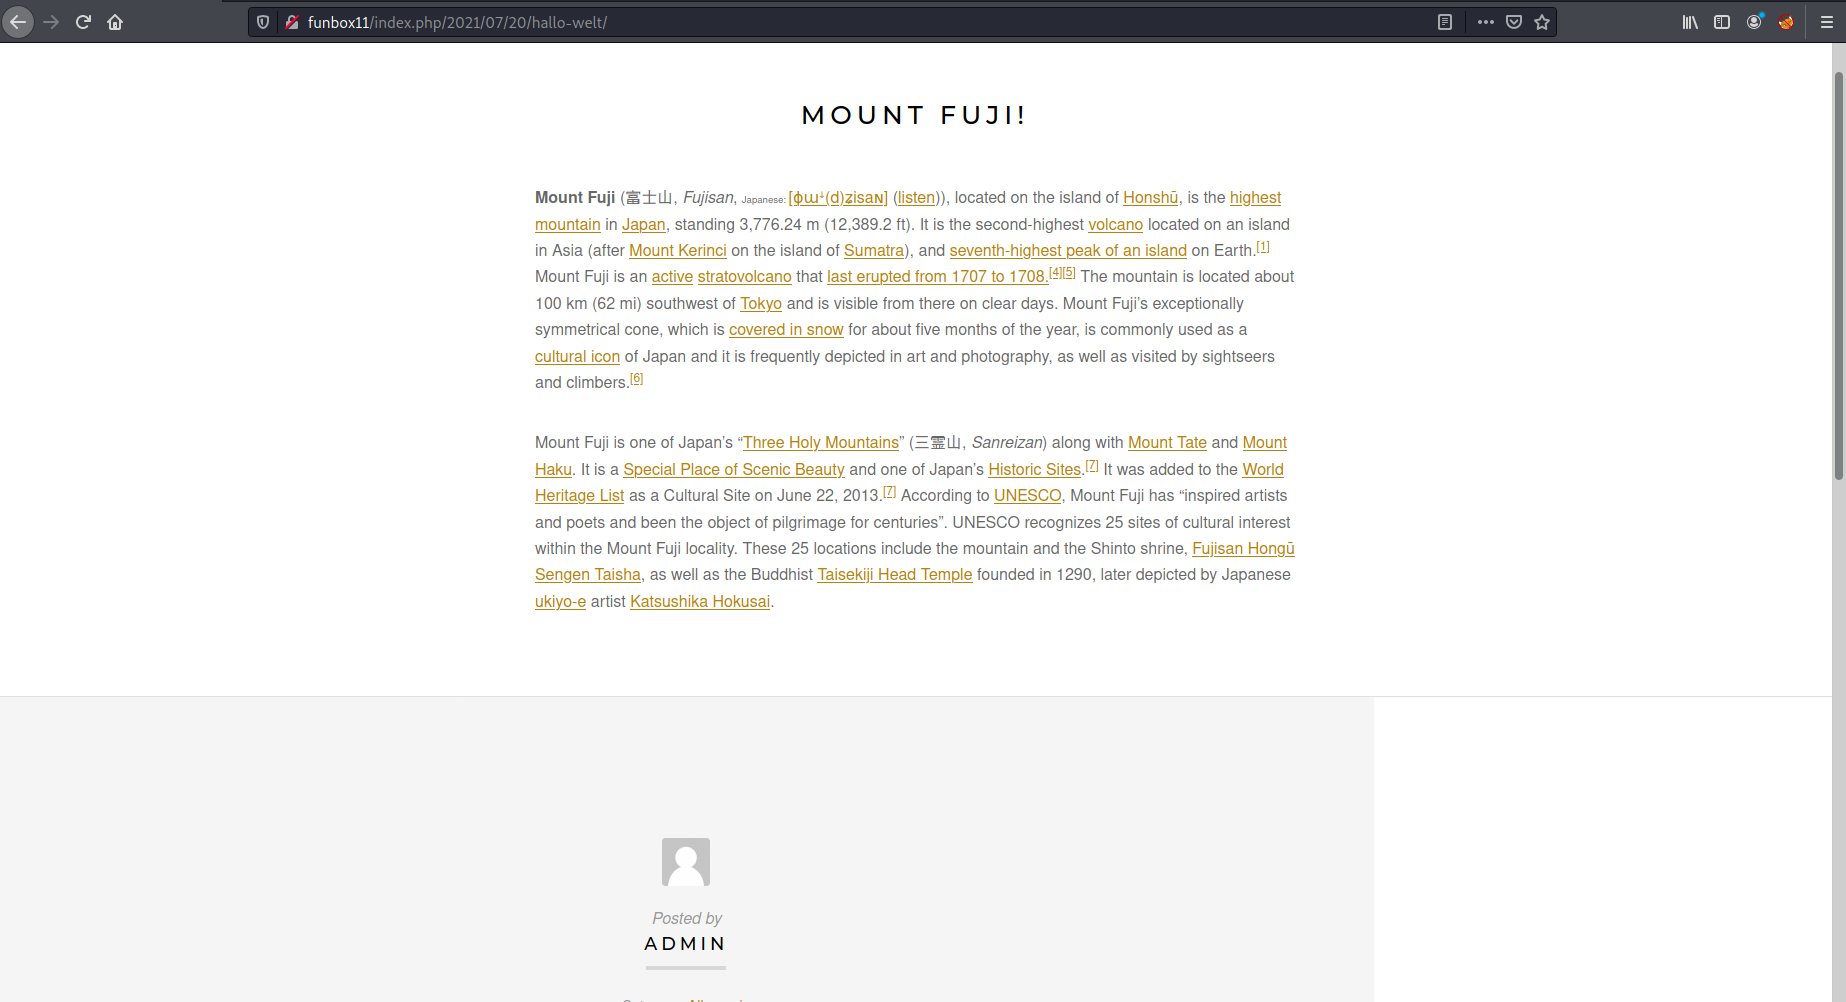 funbox11/index.php/2021/07/20/hallo-welt/
MOUNT FUJI!
Mount Fuji (富士山, Fujisan, Japanese: [ɸɯꜜ(d)ʑisaɴ] (listen)), located on the island of Honshū, is the highest
mountain in Japan, standing 3,776.24 m (12,389.2 ft). It is the second-highest volcano located on an island
in Asia (after Mount Kerinci on the island of Sumatra), and seventh-highest peak of an island on Earth.[1]
Mount Fuji is an active stratovolcano that last erupted from 1707 to 1708.[4][5] The mountain is located about
100 km (62 mi) southwest of Tokyo and is visible from there on clear days. Mount Fuji’s exceptionally
symmetrical cone, which is covered in snow for about five months of the year, is commonly used as a
cultural icon of Japan and it is frequently depicted in art and photography, as well as visited by sightseers
and climbers.[6]
Mount Fuji is one of Japan’s “Three Holy Mountains” (三霊山, Sanreizan) along with Mount Tate and Mount
Haku. It is a Special Place of Scenic Beauty and one of Japan’s Historic Sites.[7] It was added to the World
Heritage List as a Cultural Site on June 22, 2013.[7] According to UNESCO, Mount Fuji has “inspired artists
and poets and been the object of pilgrimage for centuries”. UNESCO recognizes 25 sites of cultural interest
within the Mount Fuji locality. These 25 locations include the mountain and the Shinto shrine, Fujisan Hongū
Sengen Taisha, as well as the Buddhist Taisekiji Head Temple founded in 1290, later depicted by Japanese
ukiyo-e artist Katsushika Hokusai.
Posted by
ADMIN